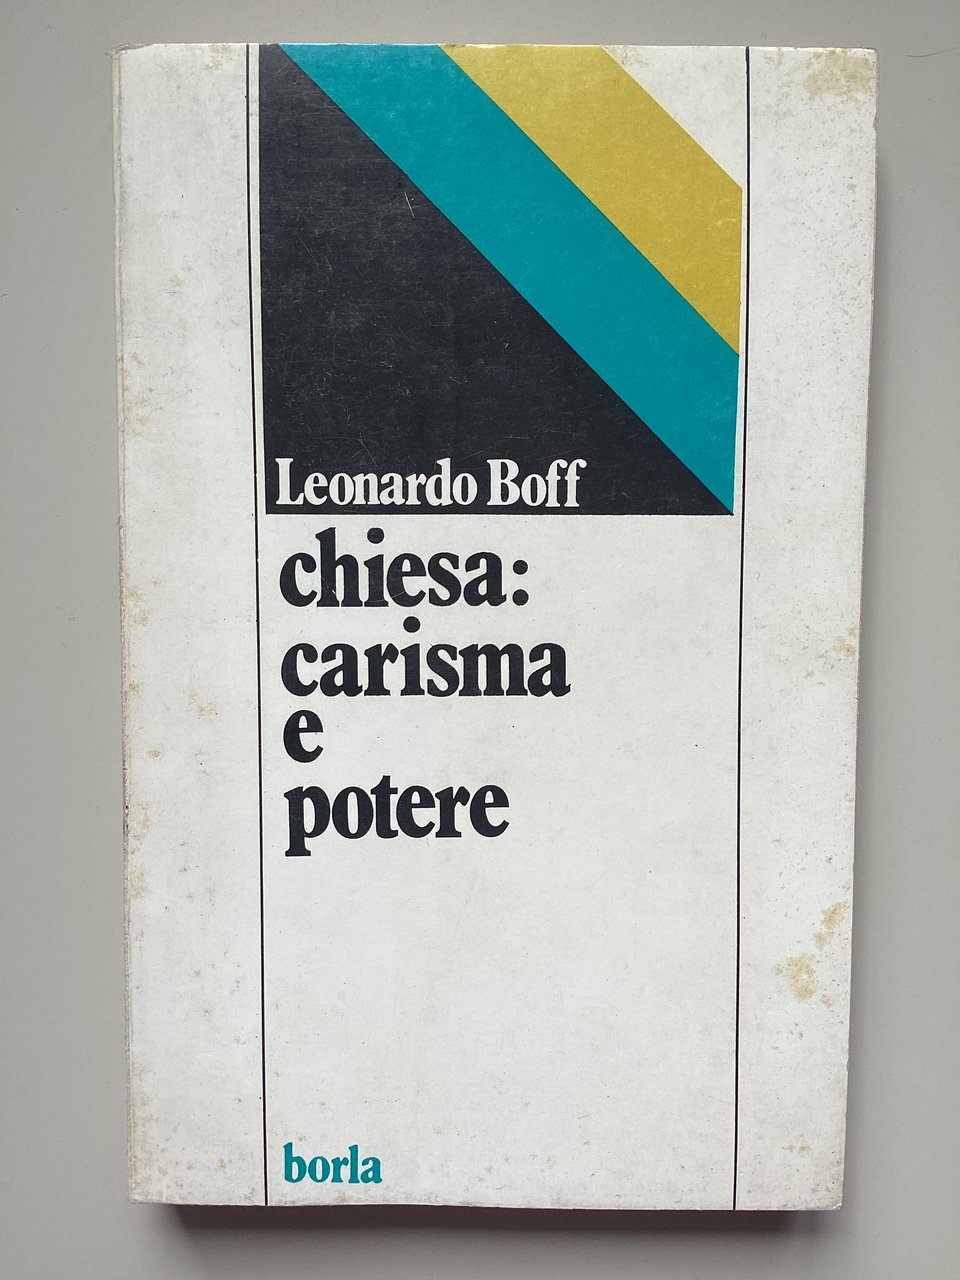 Leonardo Boff
chiesa:
carisma
e
potere
borla